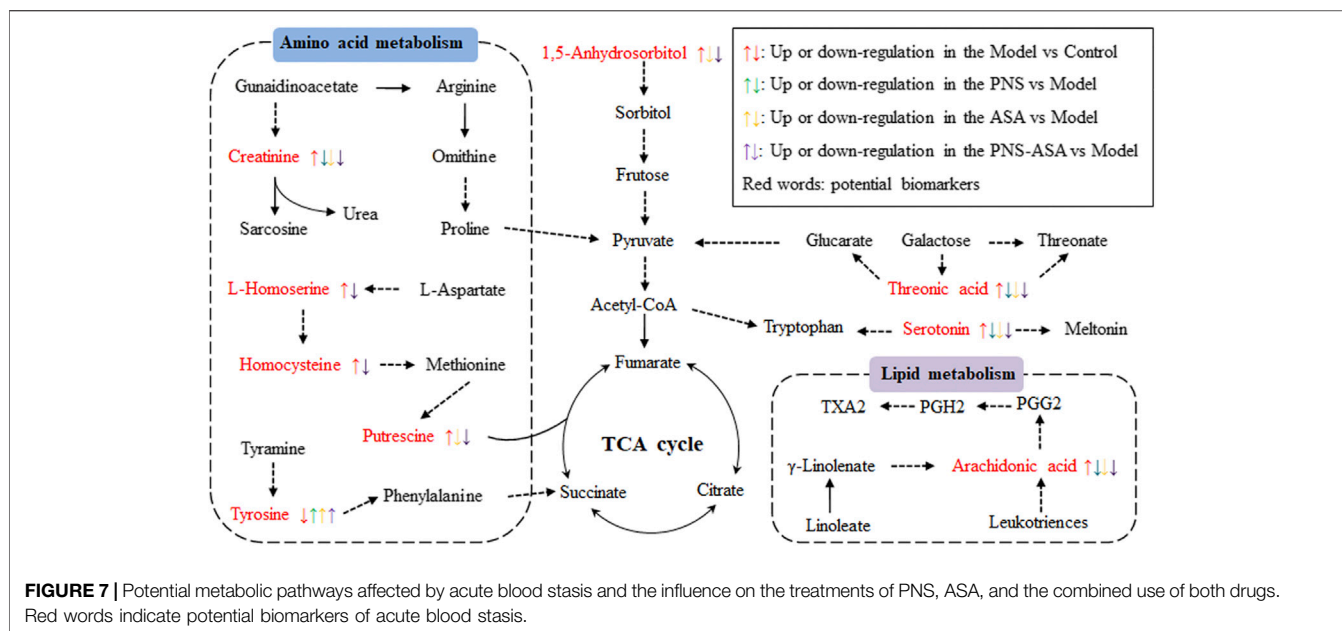 Amino acid metabolism
Gunaidinoacetate
Arginine
Creatinine ↑↓↓↓
Omithine
Urea
Sarcosine
Proline
L-Homoserine ↑↓
L-Aspartate
Homocysteine ↑↓
Methionine
Putrescine ↑↓↓
Tyramine
Phenylalanine
Tyrosine ↓↑↑↑
1,5-Anhydrosorbitol ↑↓↓
Sorbitol
Frutose
Pyruvate
Acetyl-CoA
Fumarate
TCA cycle
Succinate
Citrate
↑↓: Up or down-regulation in the Model vs Control
↑↓: Up or down-regulation in the PNS vs Model
↑↓: Up or down-regulation in the ASA vs Model
↑↓: Up or down-regulation in the PNS-ASA vs Model
Red words: potential biomarkers
Glucarate
Galactose
Threonate
Threonic acid ↑↓↓↓
Tryptophan
Serotonin ↑↓↓↓
Meltonin
Lipid metabolism
TXA2
PGH2
PGG2
γ-Linolenate
Arachidonic acid ↑↓↓↓
Linoleate
Leukotriences
FIGURE 7 | Potential metabolic pathways affected by acute blood stasis and the influence on the treatments of PNS, ASA, and the combined use of both drugs.
Red words indicate potential biomarkers of acute blood stasis.